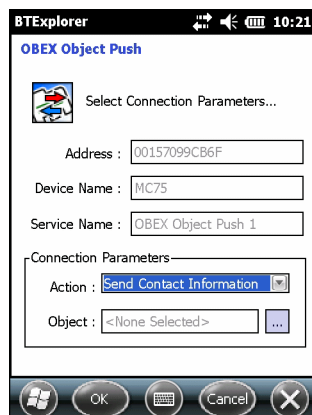 BTExplorer 10:21
OBEX Object Push
Select Connection Parameters...
Address : 00157099CB6F
Device Name : MC75
Service Name : OBEX Object Push 1
Connection Parameters
Action : Send Contact Information
Object : <None Selected> ...
OK Cancel